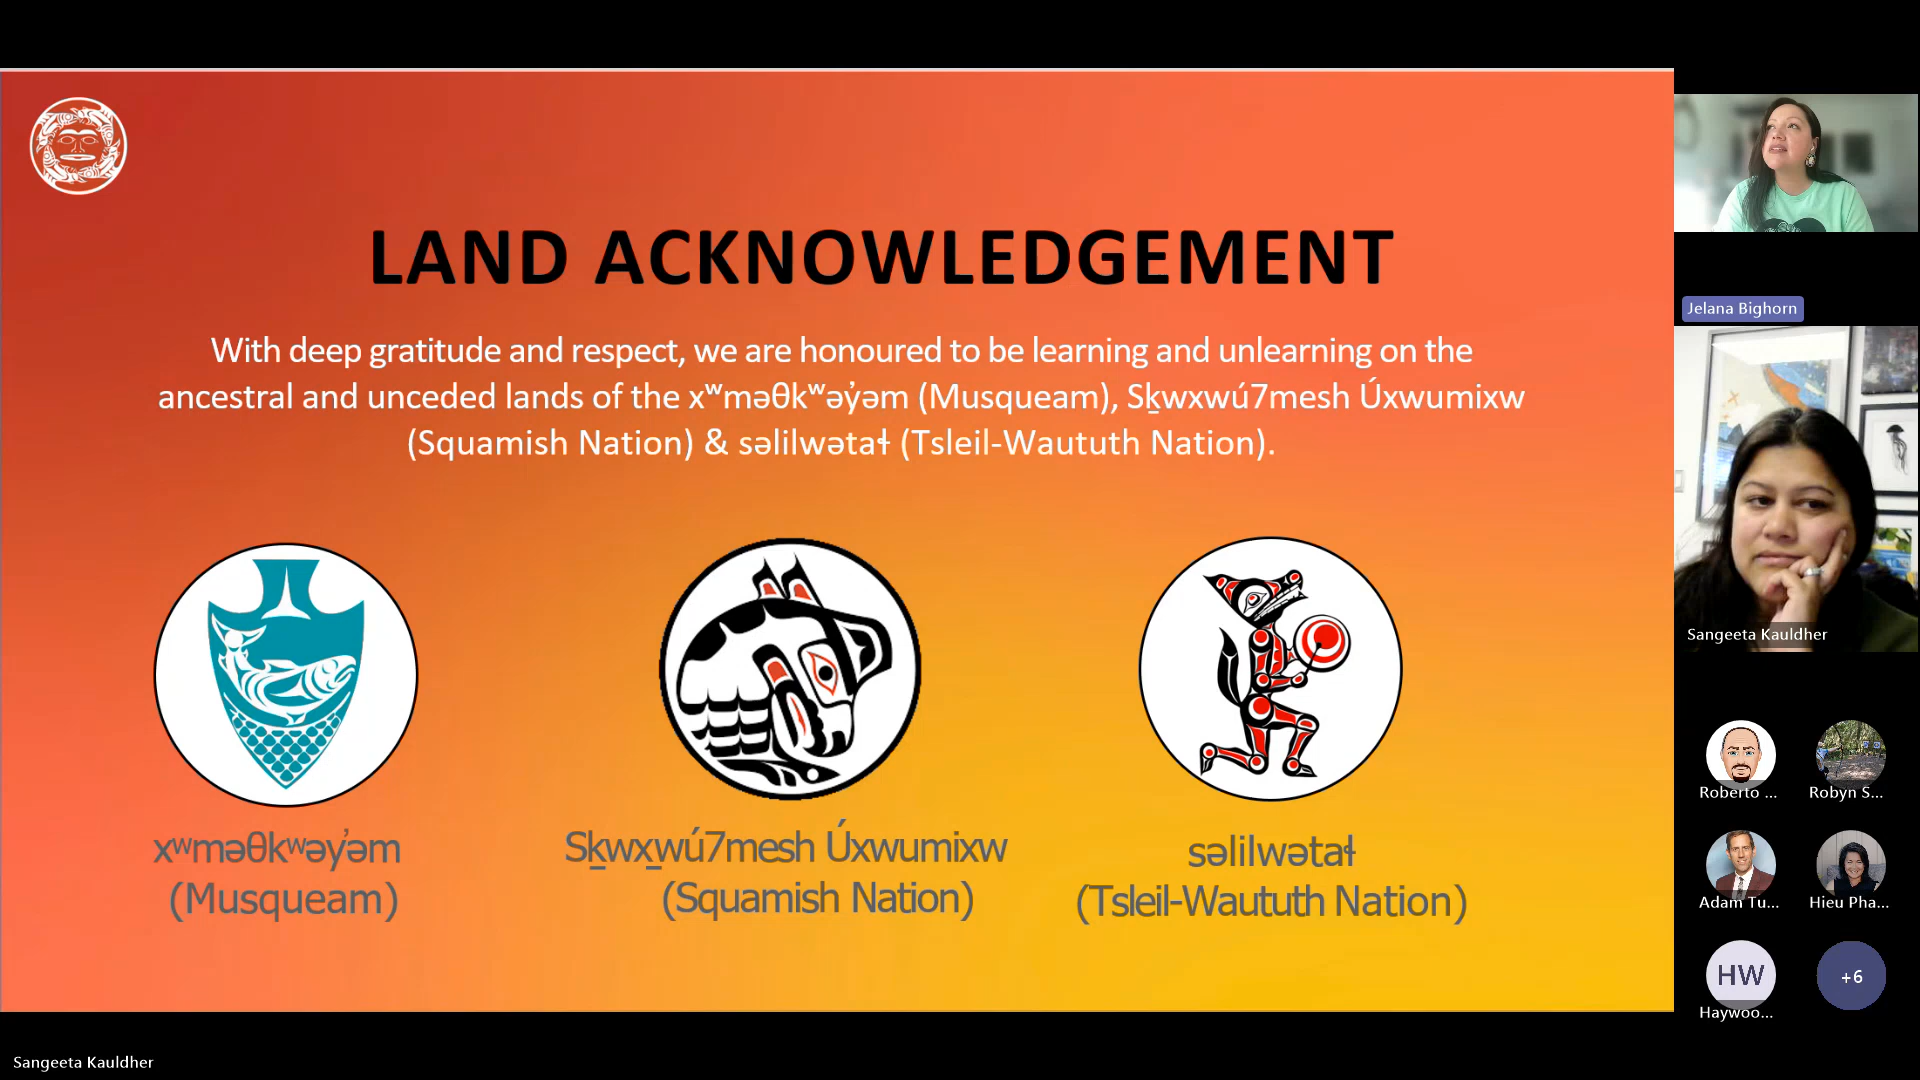 LAND ACKNOWLEDGEMENT
With deep gratitude and respect, we are honoured to be learning and unlearning on the
ancestral and unceded lands of the xʷməθkʷəy̓əm (Musqueam), Sḵwxwú7mesh Úxwumixw
(Squamish Nation) & səlilwətaɬ (Tsleil-Waututh Nation).
xʷməθkʷəy̓əm
(Musqueam)
Sḵwx̱wú7mesh Úxwumixw
(Squamish Nation)
səlilwətaɬ
(Tsleil-Waututh Nation)
Jelana Bighorn
Sangeeta Kauldher
Roberto ...
Robyn S...
Adam Tu...
Hieu Pha...
HW
Haywoo...
+6
Sangeeta Kauldher